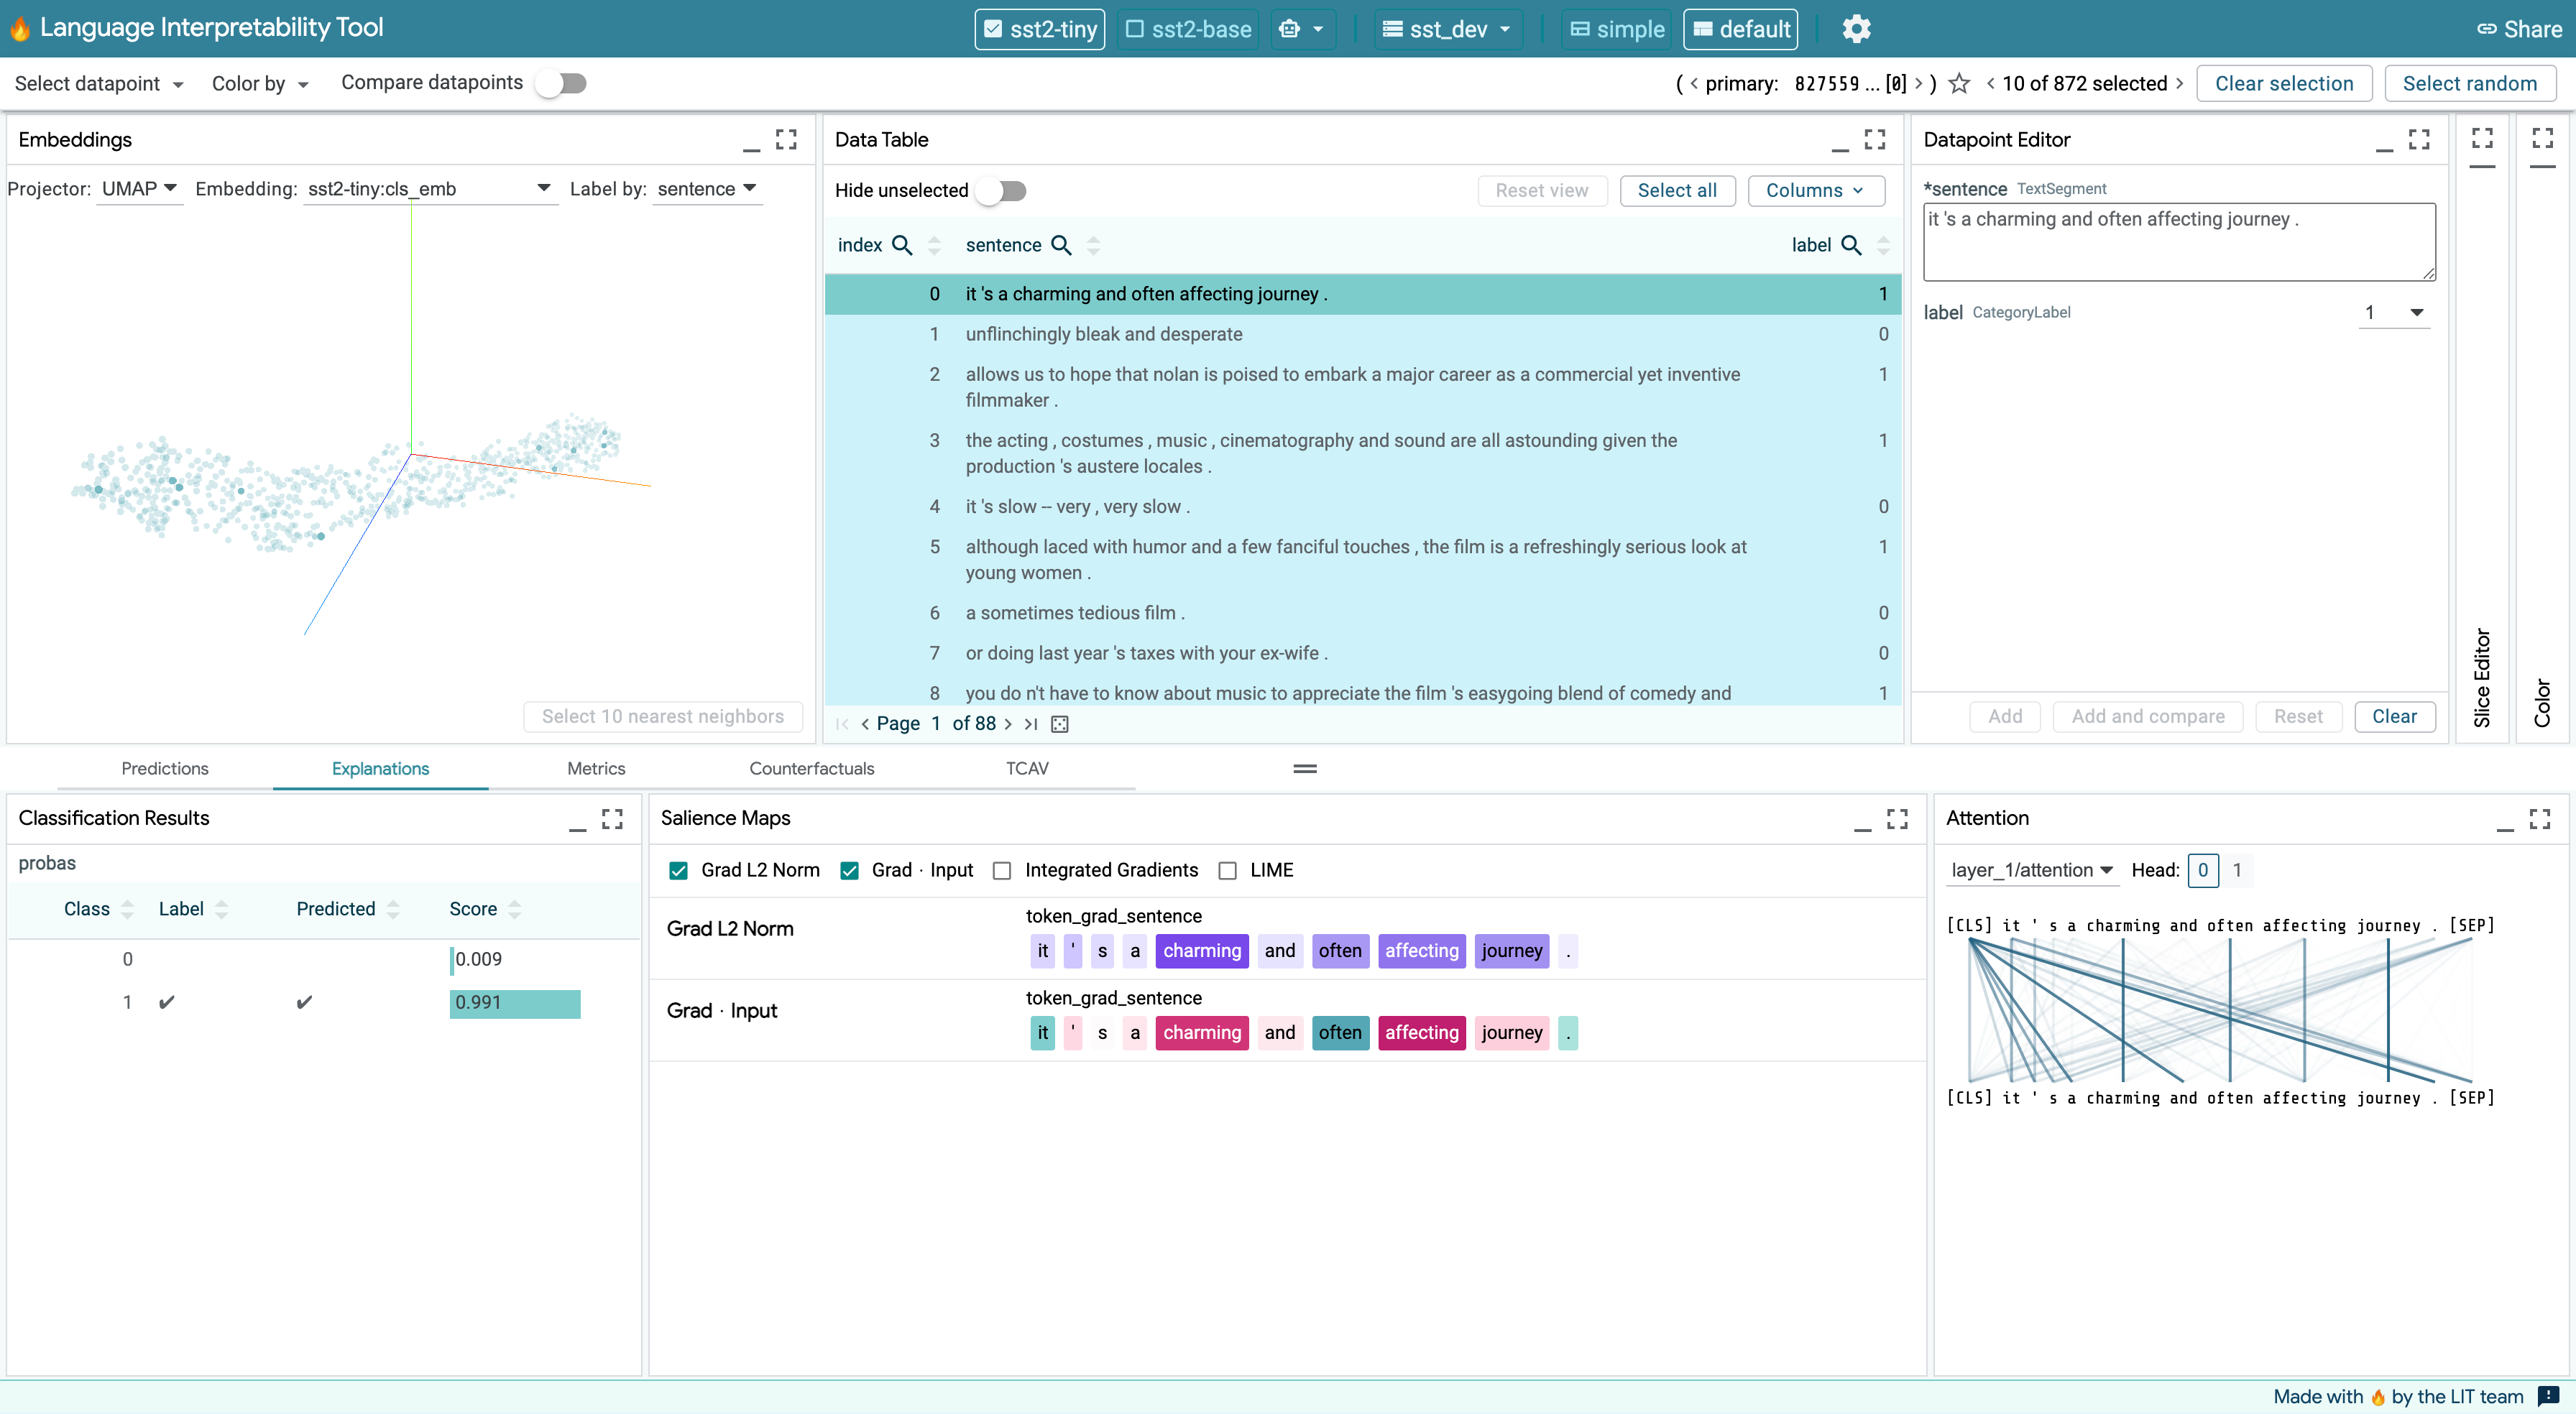 Language Interpretability Tool
sst2-tiny
sst2-base
sst_dev
simple
default
Share
Select datapoint
Color by
Compare datapoints
( < primary: 827559 ... [0] > )
< 10 of 872 selected >
Clear selection
Select random
Embeddings
Projector: UMAP
Embedding: sst2-tiny:cls_emb
Label by: sentence
Select 10 nearest neighbors
Data Table
Hide unselected
Reset view
Select all
Columns
index sentence label
0 it 's a charming and often affecting journey . 1
1 unflinchingly bleak and desperate 0
2 allows us to hope that nolan is poised to embark a major career as a commercial yet inventive 1
filmmaker .
3 the acting , costumes , music , cinematography and sound are all astounding given the 1
production 's austere locales .
4 it 's slow -- very , very slow . 0
5 although laced with humor and a few fanciful touches , the film is a refreshingly serious look at 1
young women .
6 a sometimes tedious film . 0
7 or doing last year 's taxes with your ex-wife . 0
8 you do n't have to know about music to appreciate the film 's easygoing blend of comedy and 1
Page 1 of 88
Datapoint Editor
*sentence TextSegment
it 's a charming and often affecting journey .
label CategoryLabel 1
Add
Add and compare
Reset
Clear
Slice Editor
Color
Predictions
Explanations
Metrics
Counterfactuals
TCAV
Classification Results
probas
Class Label Predicted Score
0 0.009
1 ✔ ✔ 0.991
Salience Maps
Grad L2 Norm
Grad · Input
Integrated Gradients
LIME
Grad L2 Norm
token_grad_sentence
it ' s a charming and often affecting journey .
Grad · Input
token_grad_sentence
it ' s a charming and often affecting journey .
Attention
layer_1/attention
Head: 0 1
[CLS] it ' s a charming and often affecting journey . [SEP]
[CLS] it ' s a charming and often affecting journey . [SEP]
Made with 🔥 by the LIT team